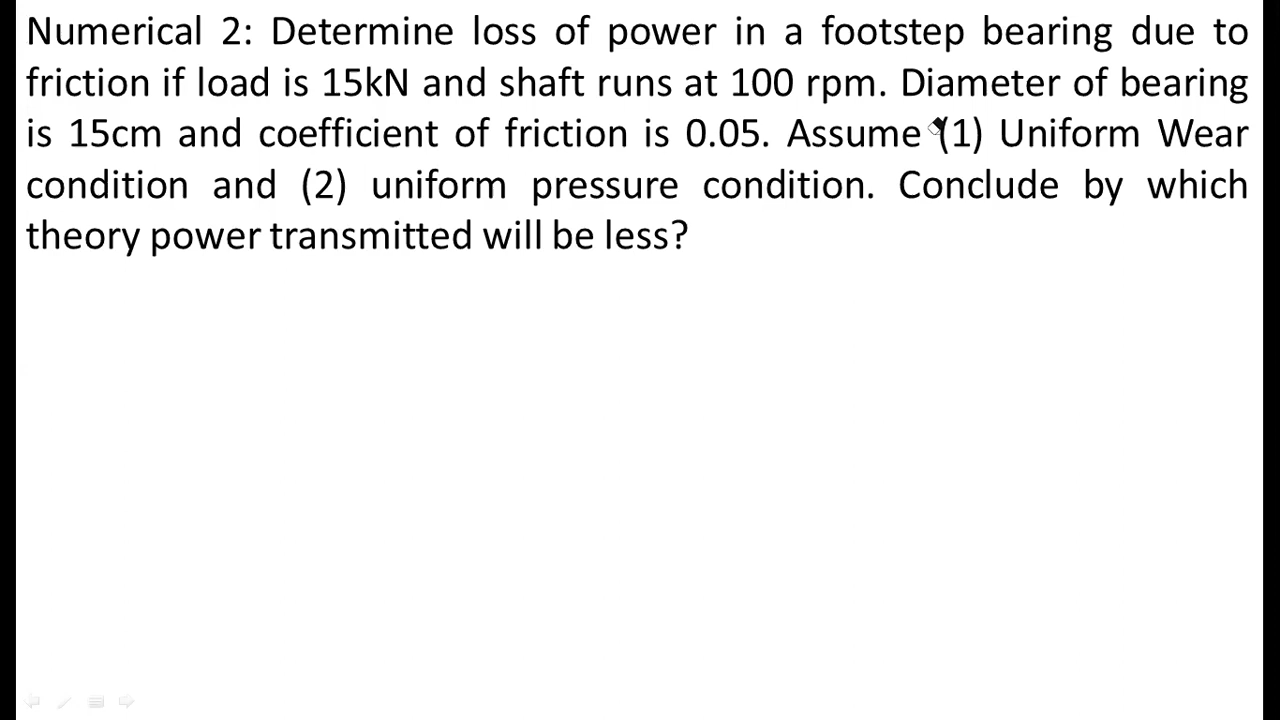 Numerical 2: Determine loss of power in a footstep bearing due to
friction if load is 15kN and shaft runs at 100 rpm. Diameter of bearing
is 15cm and coefficient of friction is 0.05. Assume (1) Uniform Wear
condition and (2) uniform pressure condition. Conclude by which
theory power transmitted will be less?